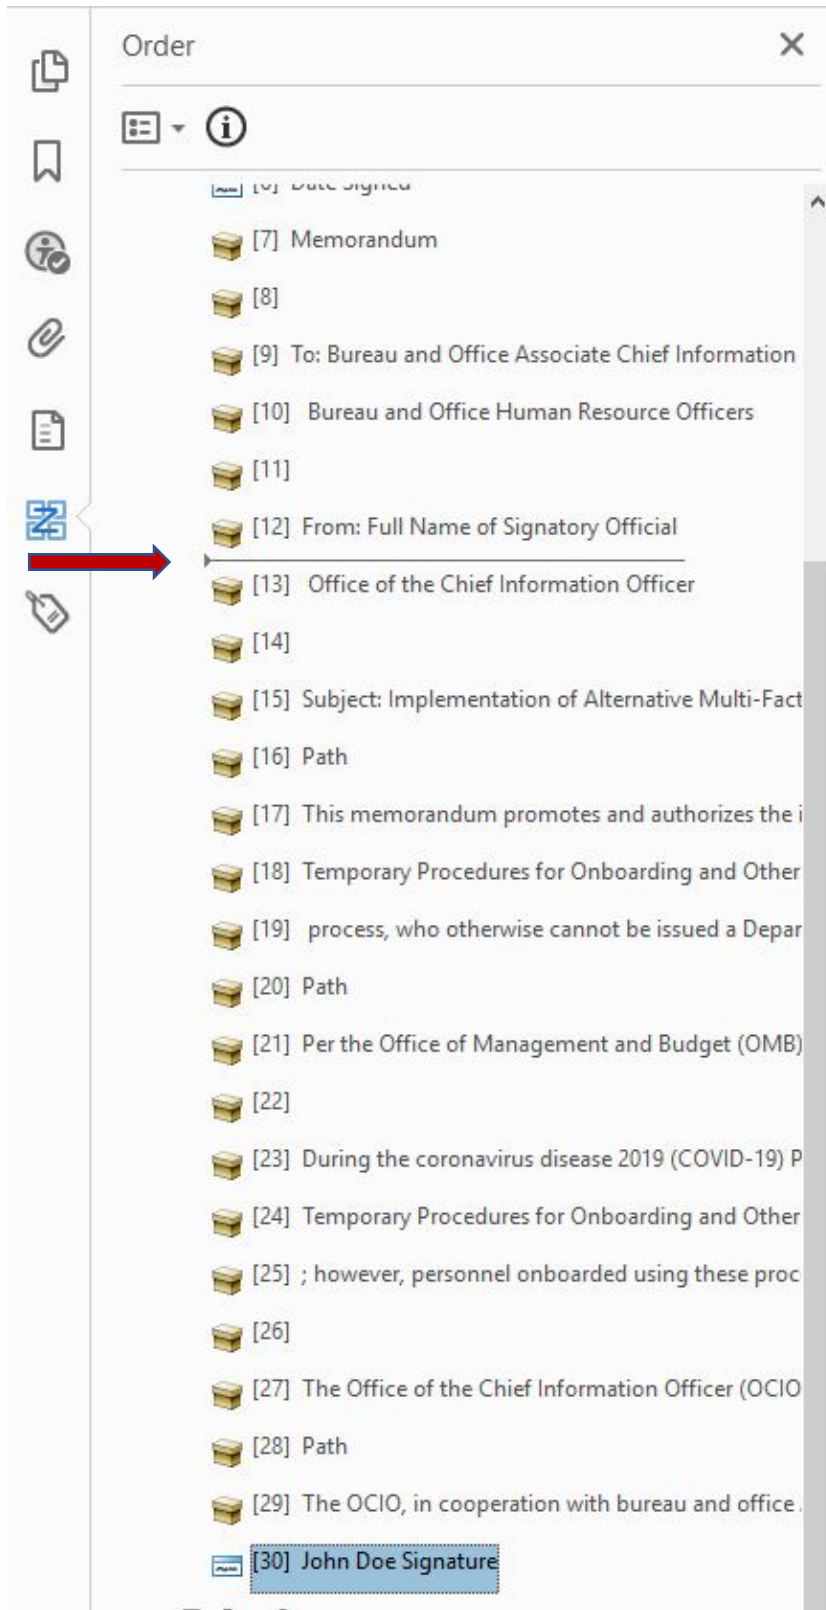 Order
[6] Date Signed
[7] Memorandum
[8]
[9] To: Bureau and Office Associate Chief Information
[10] Bureau and Office Human Resource Officers
[11]
[12] From: Full Name of Signatory Official
[13] Office of the Chief Information Officer
[14]
[15] Subject: Implementation of Alternative Multi-Fact
[16] Path
[17] This memorandum promotes and authorizes the i
[18] Temporary Procedures for Onboarding and Other
[19] process, who otherwise cannot be issued a Depar
[20] Path
[21] Per the Office of Management and Budget (OMB)
[22]
[23] During the coronavirus disease 2019 (COVID-19) P
[24] Temporary Procedures for Onboarding and Other
[25] ; however, personnel onboarded using these proc
[26]
[27] The Office of the Chief Information Officer (OCIO
[28] Path
[29] The OCIO, in cooperation with bureau and office
[30] John Doe Signature